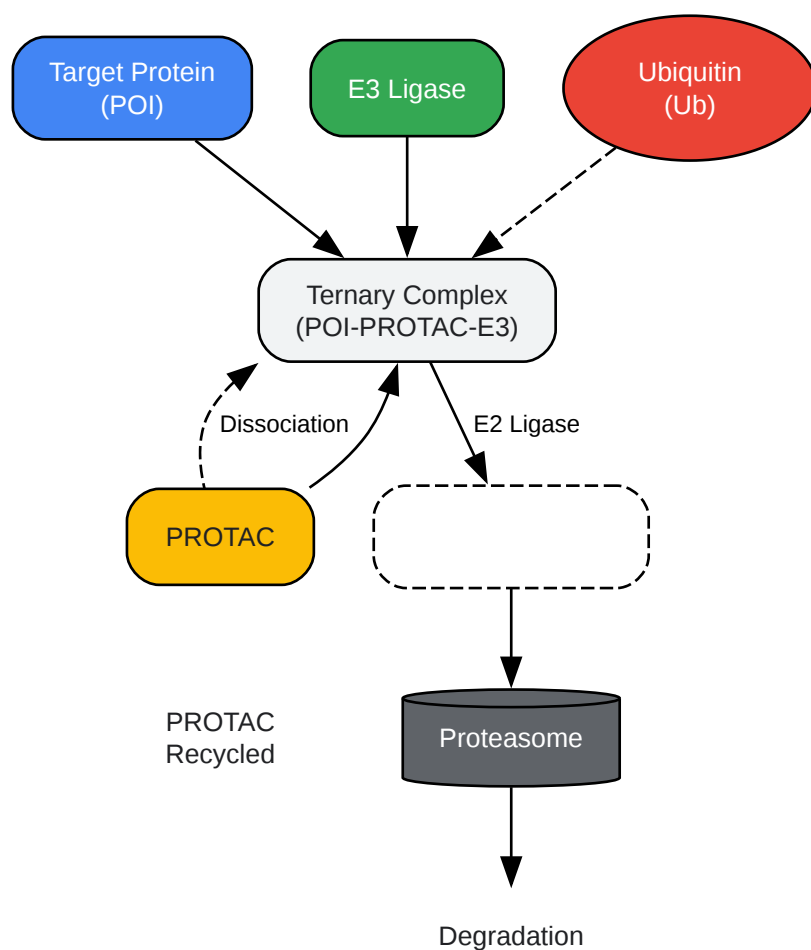 Target Protein
(POI)
E3 Ligase
Ubiquitin
(Ub)
Ternary Complex
(POI-PROTAC-E3)
Dissociation
E2 Ligase
PROTAC
PROTAC
Recycled
Proteasome
Degradation